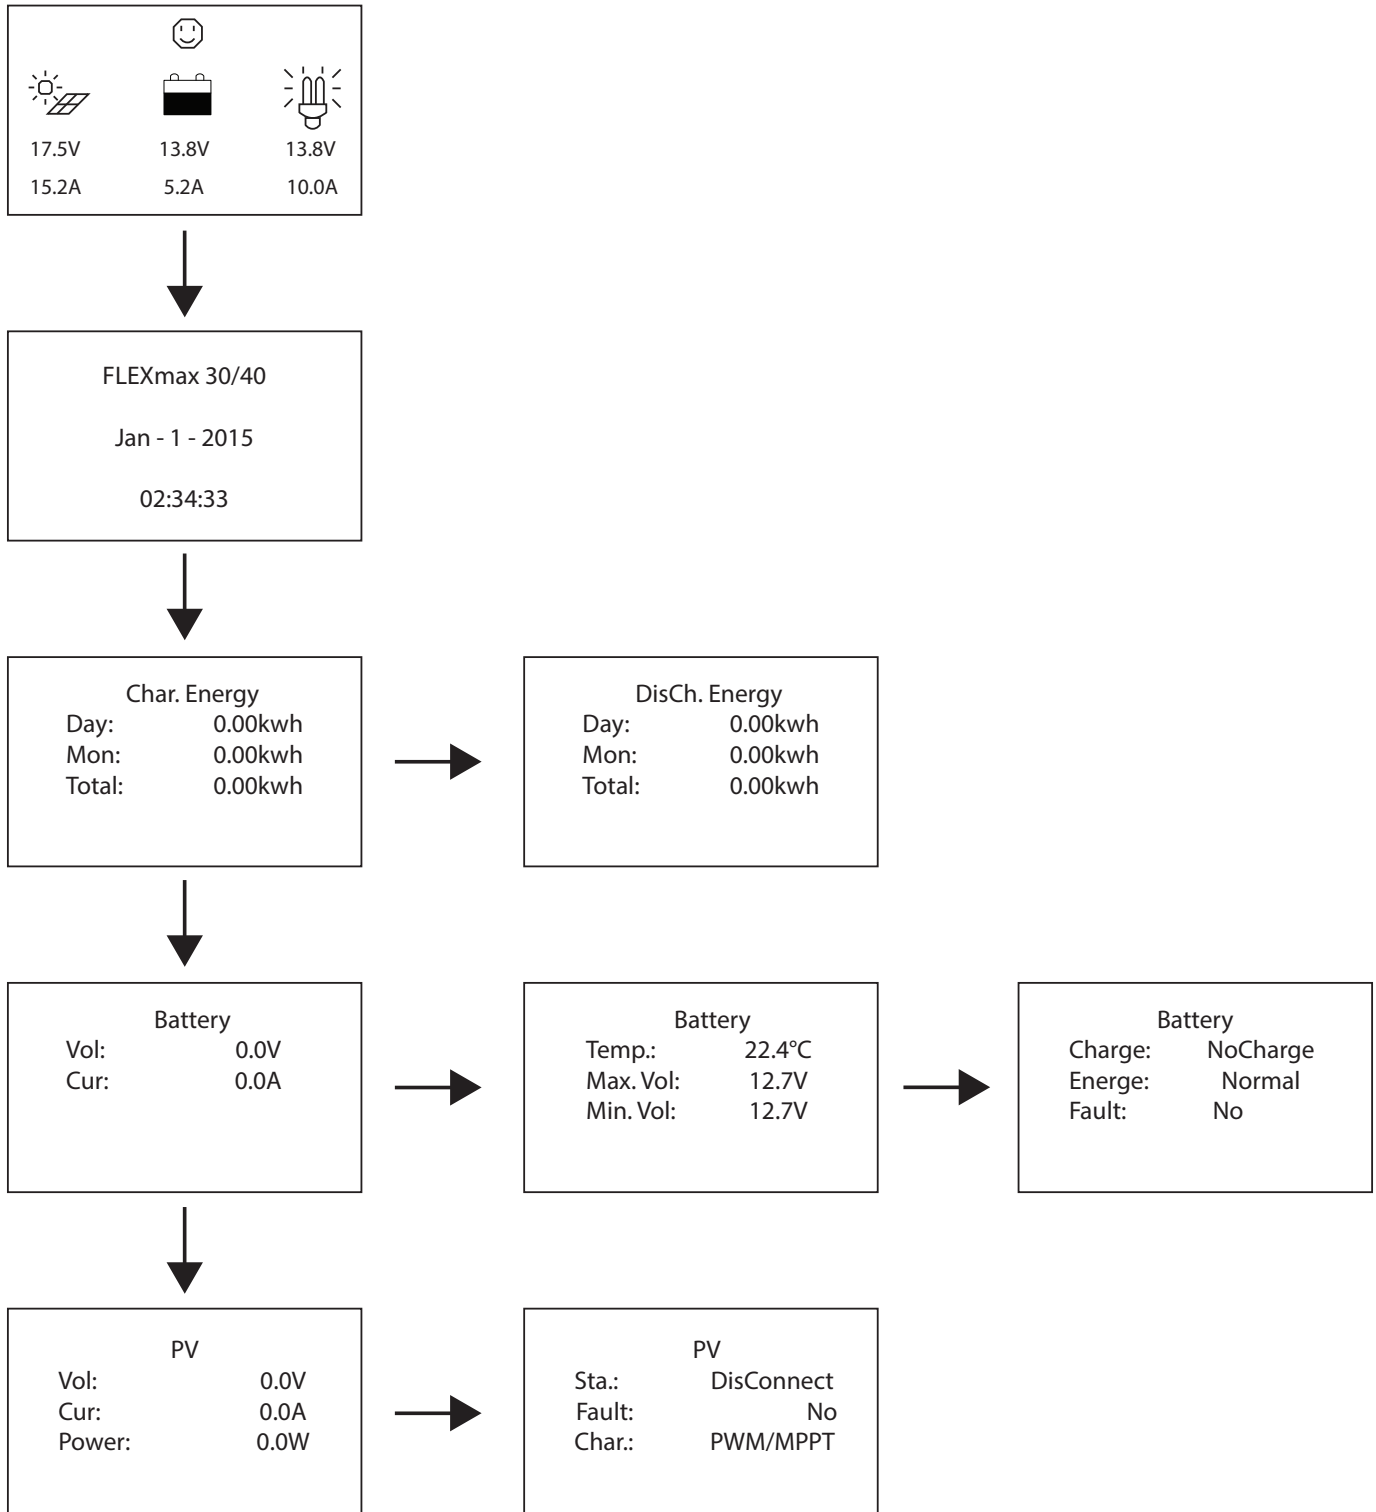 17.5V 13.8V 13.8V
15.2A 5.2A 10.0A
FLEXmax 30/40
Jan - 1 - 2015
02:34:33
Char. Energy
Day: 0.00kwh
Mon: 0.00kwh
Total: 0.00kwh
DisCh. Energy
Day: 0.00kwh
Mon: 0.00kwh
Total: 0.00kwh
Battery
Vol: 0.0V
Cur: 0.0A
Battery
Temp.: 22.4°C
Max. Vol: 12.7V
Min. Vol: 12.7V
Battery
Charge: NoCharge
Energe: Normal
Fault: No
PV
Vol: 0.0V
Cur: 0.0A
Power: 0.0W
PV
Sta.: DisConnect
Fault: No
Char.: PWM/MPPT